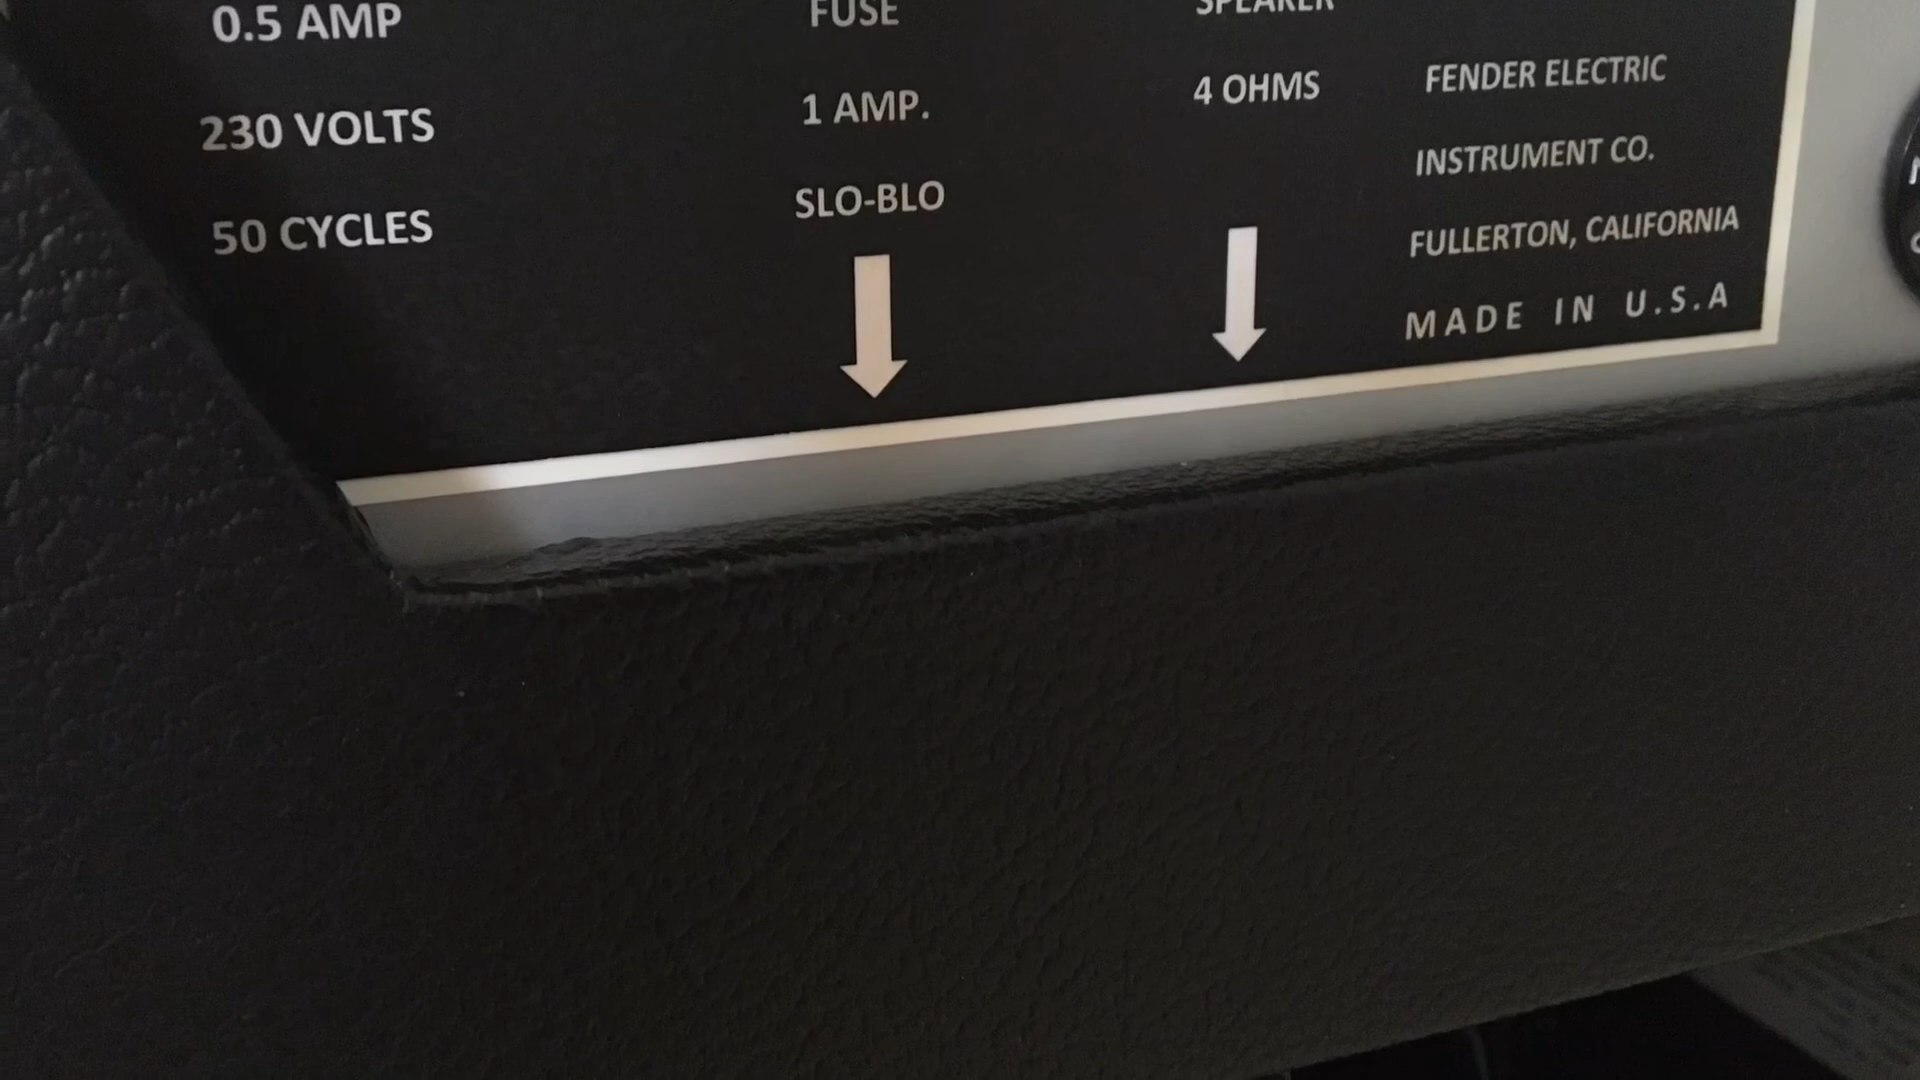 0.5 AMP
230 VOLTS
50 CYCLES
FUSE
1 AMP.
SLO-BLO
SPEAKER
4 OHMS
FENDER ELECTRIC
INSTRUMENT CO.
FULLERTON, CALIFORNIA
MADE IN U.S.A